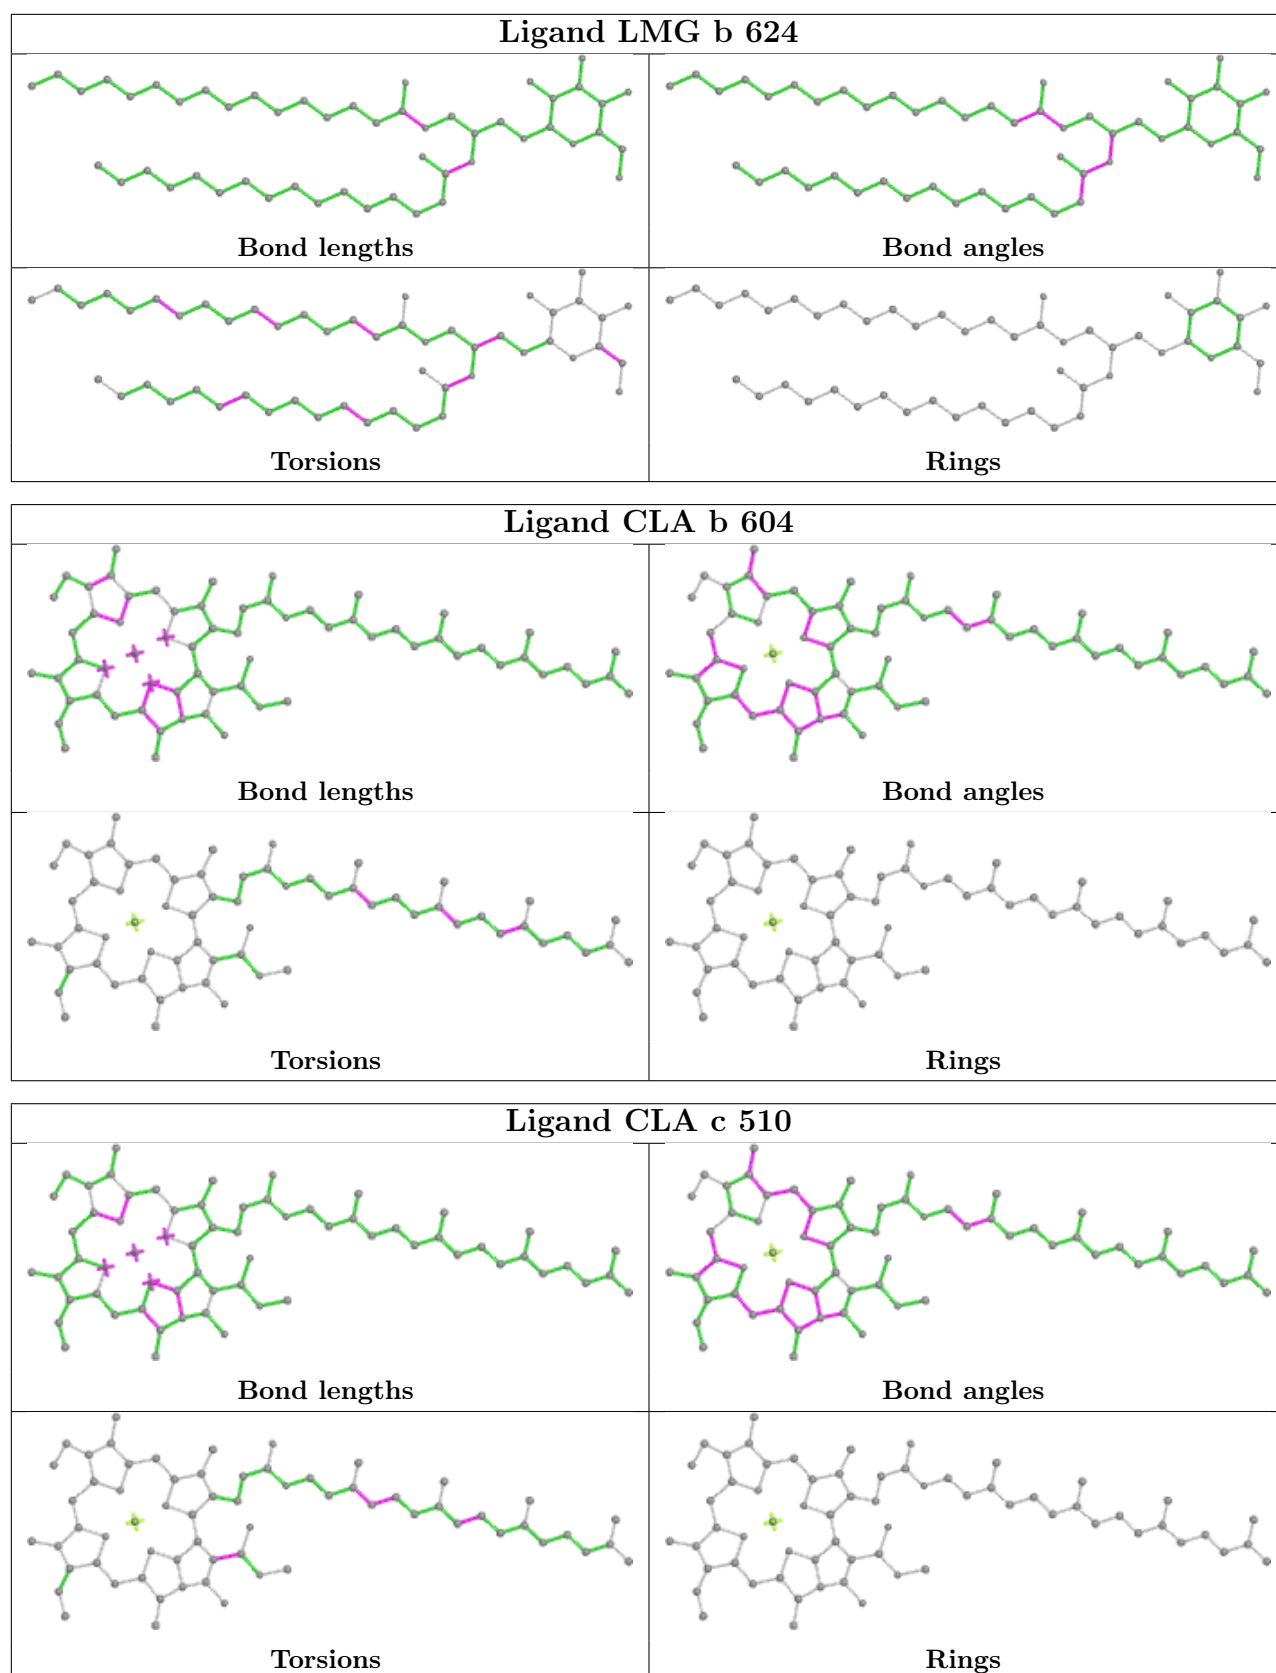 Ligand LMG b 624
Bond lengths
Bond angles
Torsions
Rings
Ligand CLA b 604
Bond lengths
Bond angles
Torsions
Rings
Ligand CLA c 510
Bond lengths
Bond angles
Torsions
Rings